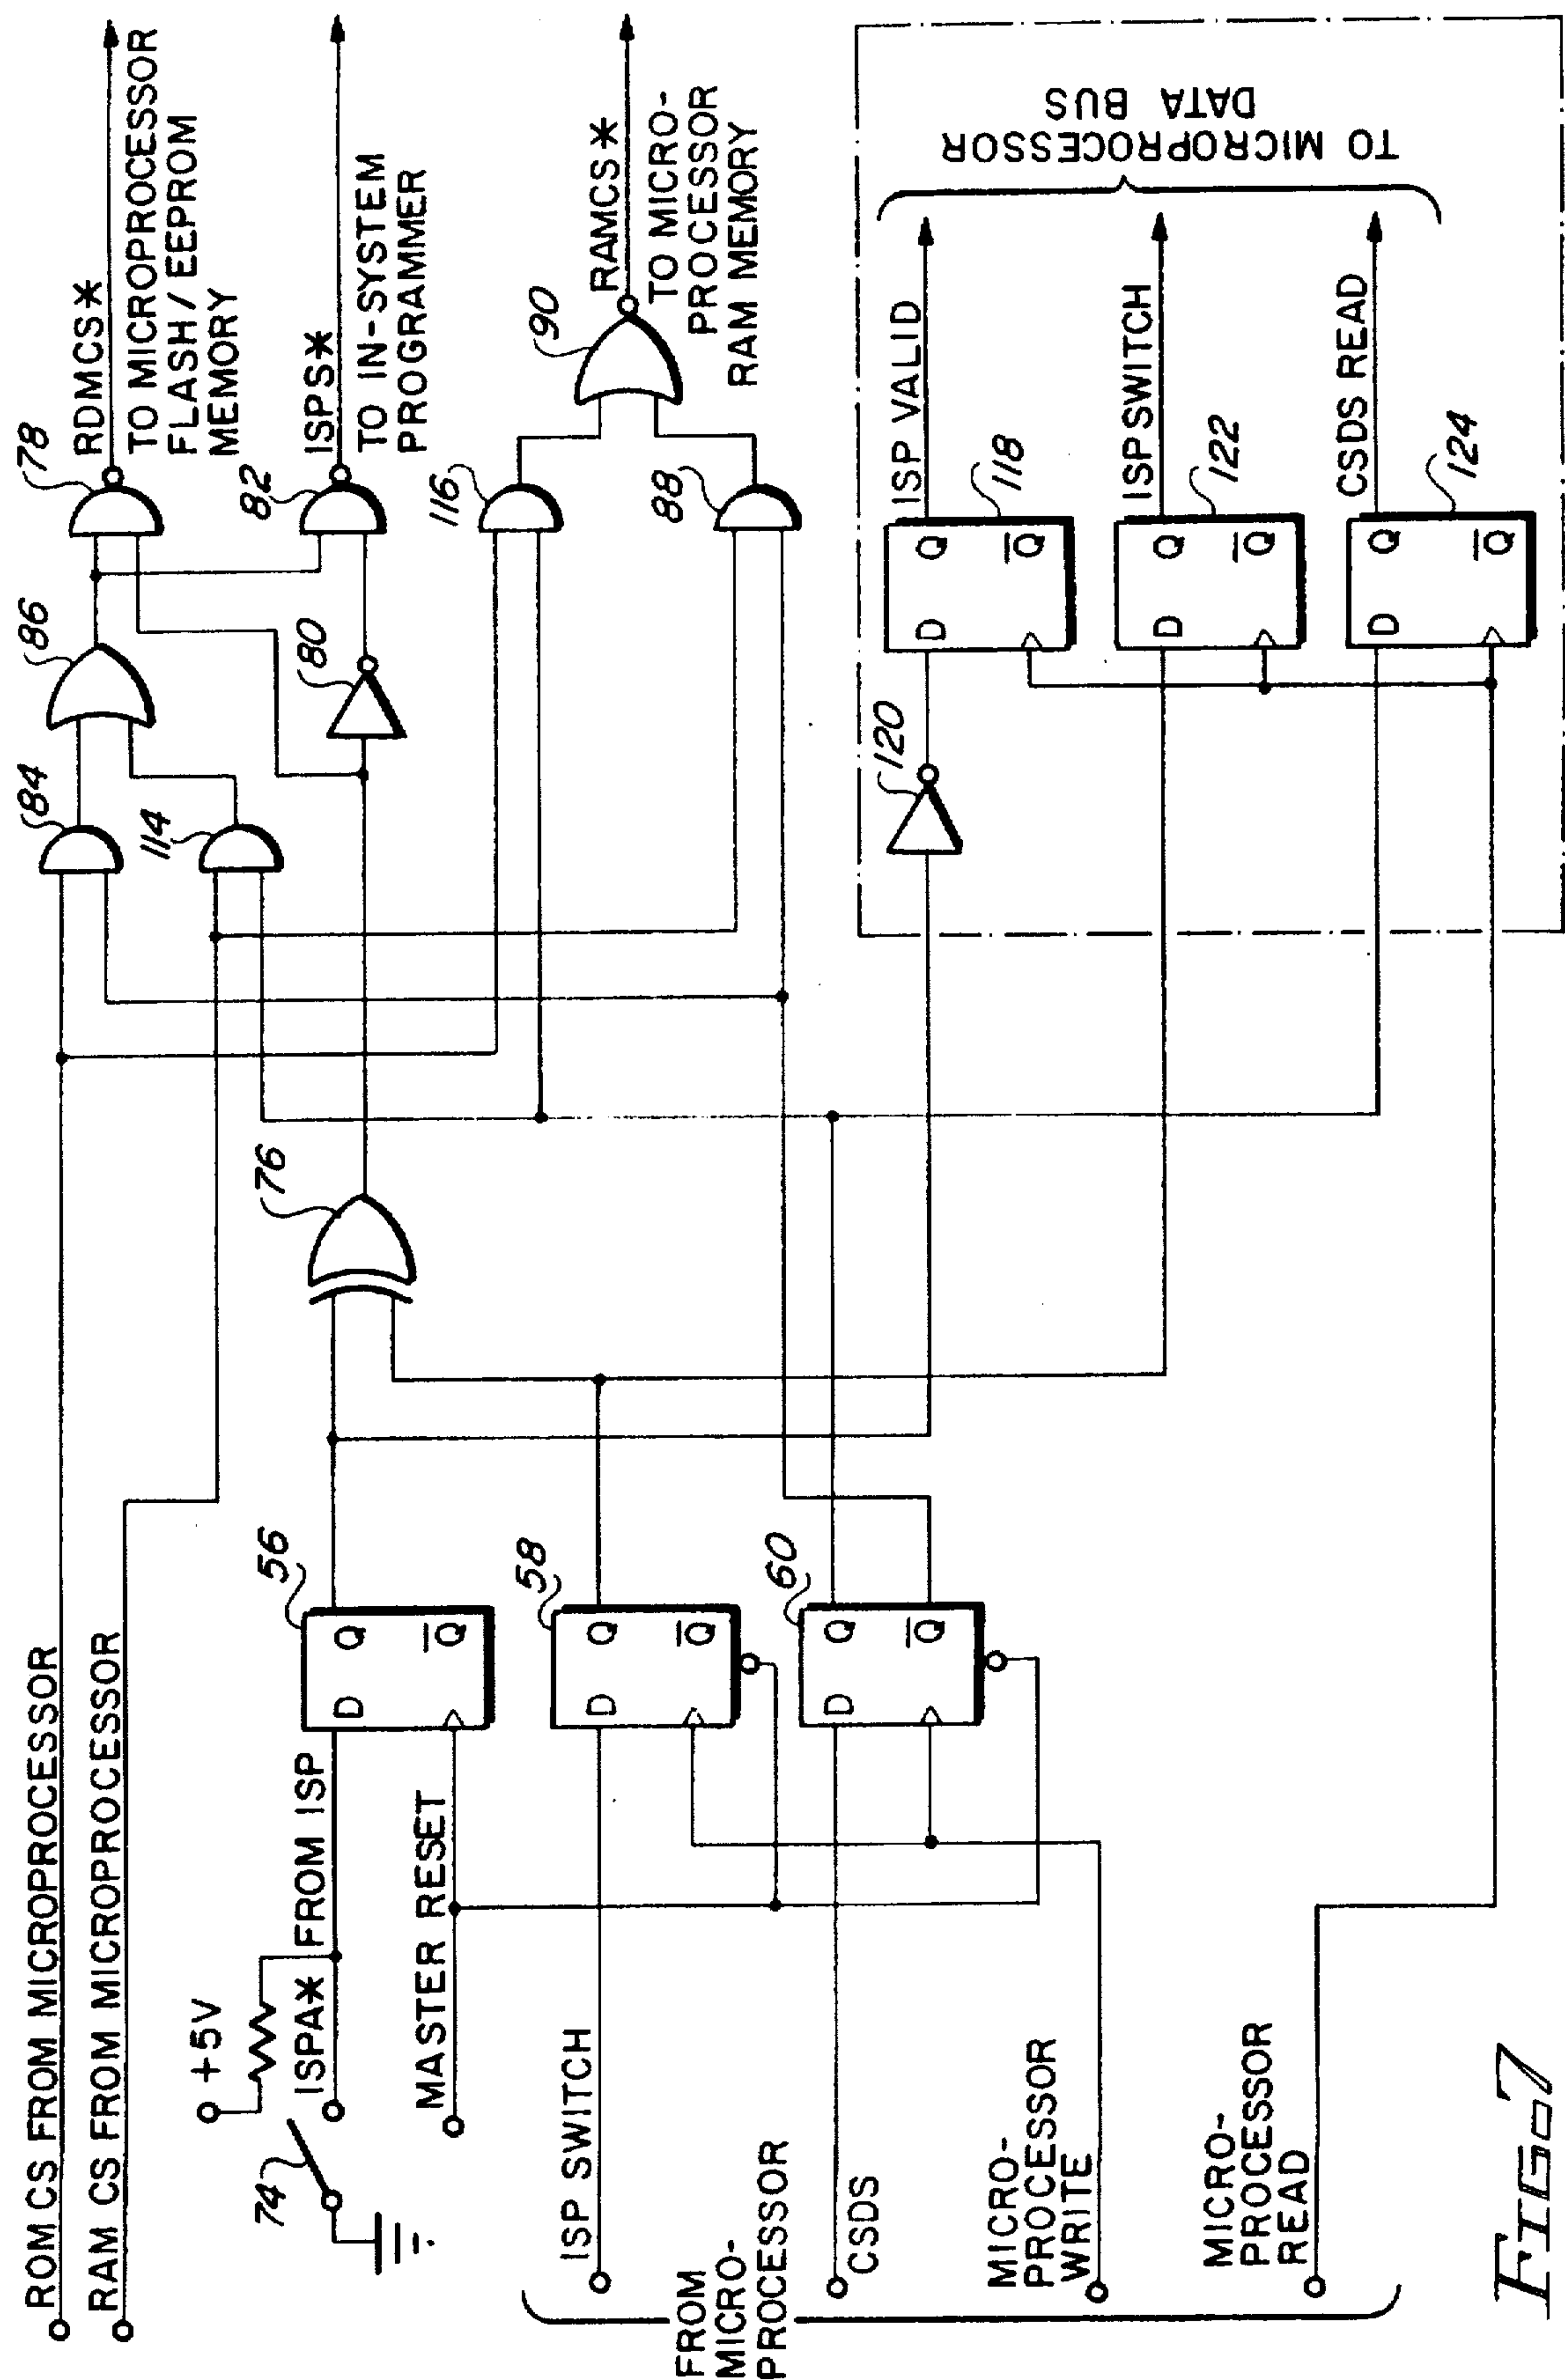 ROM CS FROM MICROPROCESSOR
RAM CS FROM MICROPROCESSOR
+5V
74
ISPA* FROM ISP
MASTER RESET
ISP SWITCH
FROM
MICRO-
PROCESSOR
CSDS
MICRO-
PROCESSOR
WRITE
MICRO-
PROCESSOR
READ
56
D Q
Q
58
D Q
Q
60
D Q
Q
76
84
114
86
80
78
RDMCS*
TO MICROPROCESSOR
FLASH/EEPROM
MEMORY
82
ISPS*
TO IN-SYSTEM
PROGRAMMER
116
88
90
RAMCS*
TO MICRO-
PROCESSOR
RAM MEMORY
120
D Q
Q
118
ISP VALID
D Q
Q
122
ISP SWITCH
D Q
Q
124
CSDS READ
TO MICROPROCESSOR
DATA BUS
FIG-7